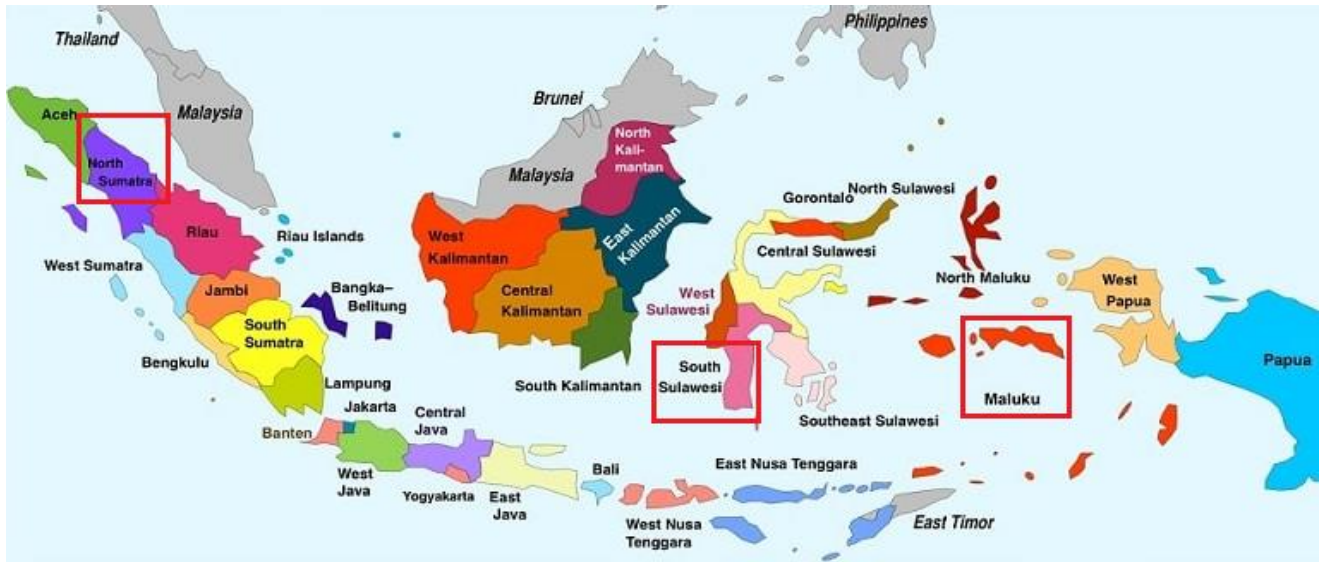 Thailand
Philippines
Malaysia
Brunei
Aceh
North
Sumatra
North
Kali-
mantan
Malaysia
Gorontalo
North Sulawesi
Riau
Riau Islands
West
Kalimantan
East
Kalimantan
Central Sulawesi
West Sumatra
North Maluku
West
Papua
Jambi
Bangka–
Belitung
Central
Kalimantan
West
Sulawesi
South
Sumatra
Bengkulu
South Kalimantan
South
Sulawesi
Papua
Lampung
Maluku
Jakarta
Central
Java
Southeast Sulawesi
Banten
West
Java
Yogyakarta
East
Java
Bali
East Nusa Tenggara
West Nusa
Tenggara
East Timor